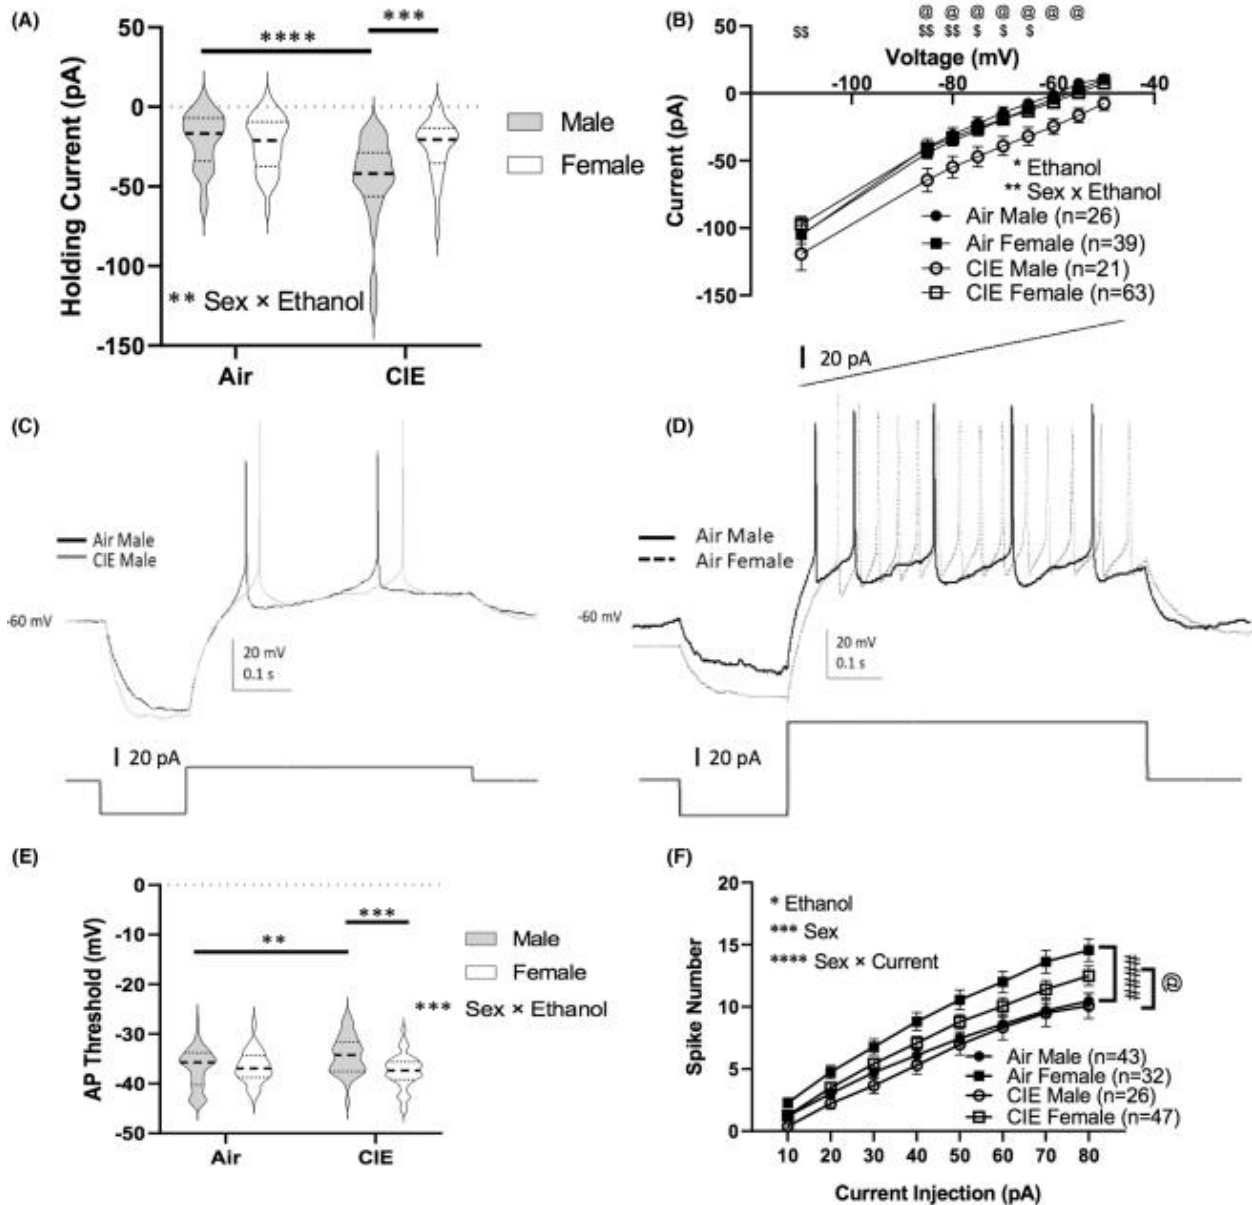 (A)
50
0
-50
-100
-150
Holding Current (pA)
****
***
** Sex × Ethanol
Air
CIE
Male
Female
(B)
@ @ @ @ @ @ @
$$ $$ $$ $ $ $
Voltage (mV)
-100
-80
-60
-40
50
0
-50
-100
-150
Current (pA)
* Ethanol
** Sex x Ethanol
Air Male (n=26)
Air Female (n=39)
CIE Male (n=21)
CIE Female (n=63)
20 pA
(C)
Air Male
CIE Male
-60 mV
20 mV
0.1 s
20 pA
(D)
Air Male
Air Female
-60 mV
20 mV
0.1 s
20 pA
(E)
0
-10
-20
-30
-40
-50
AP Threshold (mV)
**
***
Male
Female
*** Sex × Ethanol
Air
CIE
(F)
20
15
10
5
0
Spike Number
* Ethanol
*** Sex
**** Sex × Current
@
Air Male (n=43)
Air Female (n=32)
CIE Male (n=26)
CIE Female (n=47)
10 20 30 40 50 60 70 80
Current Injection (pA)